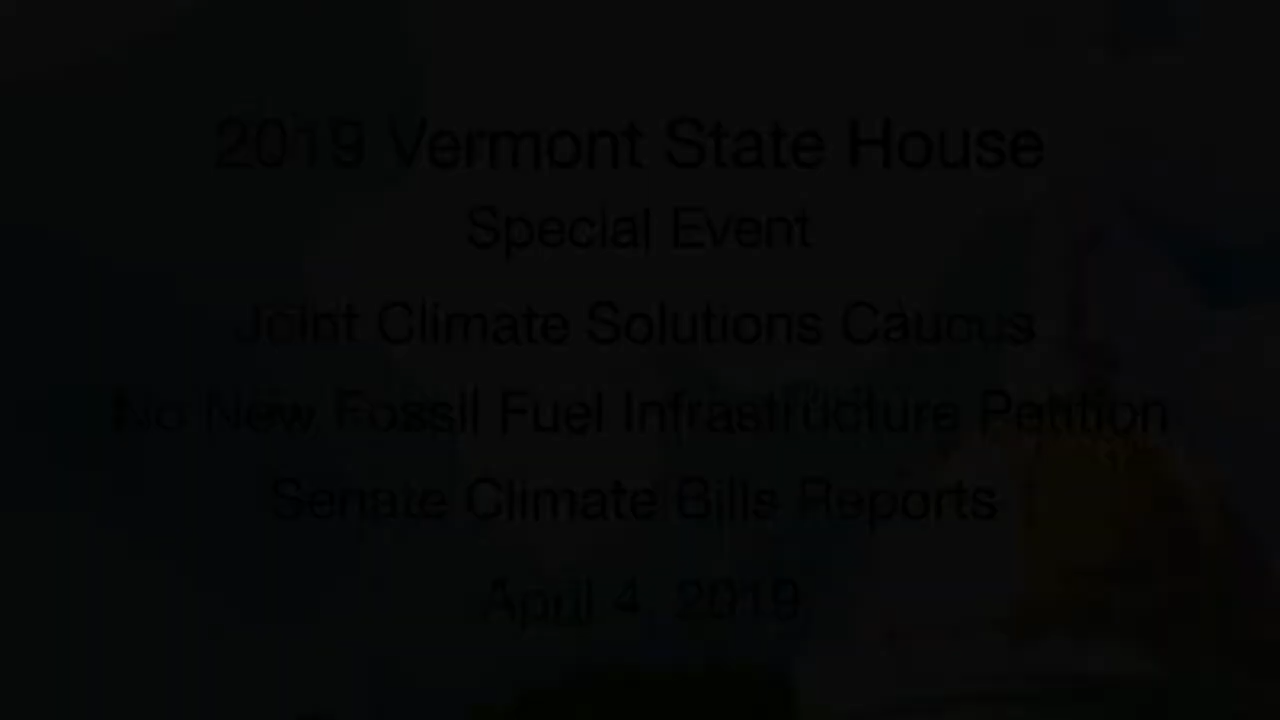 2019 Vermont State House
Special Event
Joint Climate Solutions Caucus
No New Fossil Fuel Infrastructure Petition
Senate Climate Bills Reports
April 4, 2019